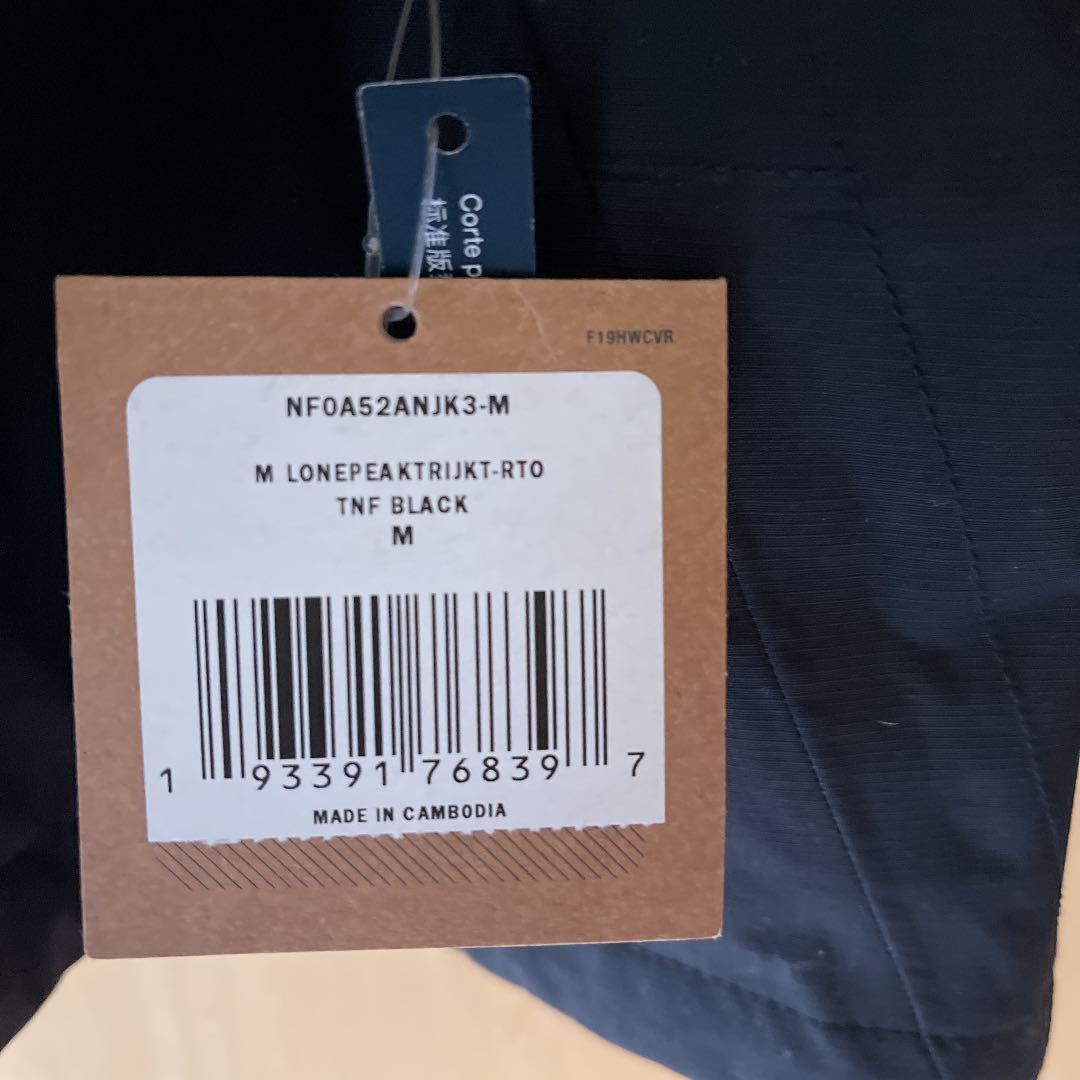 Corte p
标准版
F19HWCVR
NF0A52ANJK3-M
M LONEPEAKTRIJKT-RTO
TNF BLACK
M
1 93391 76839 7
MADE IN CAMBODIA